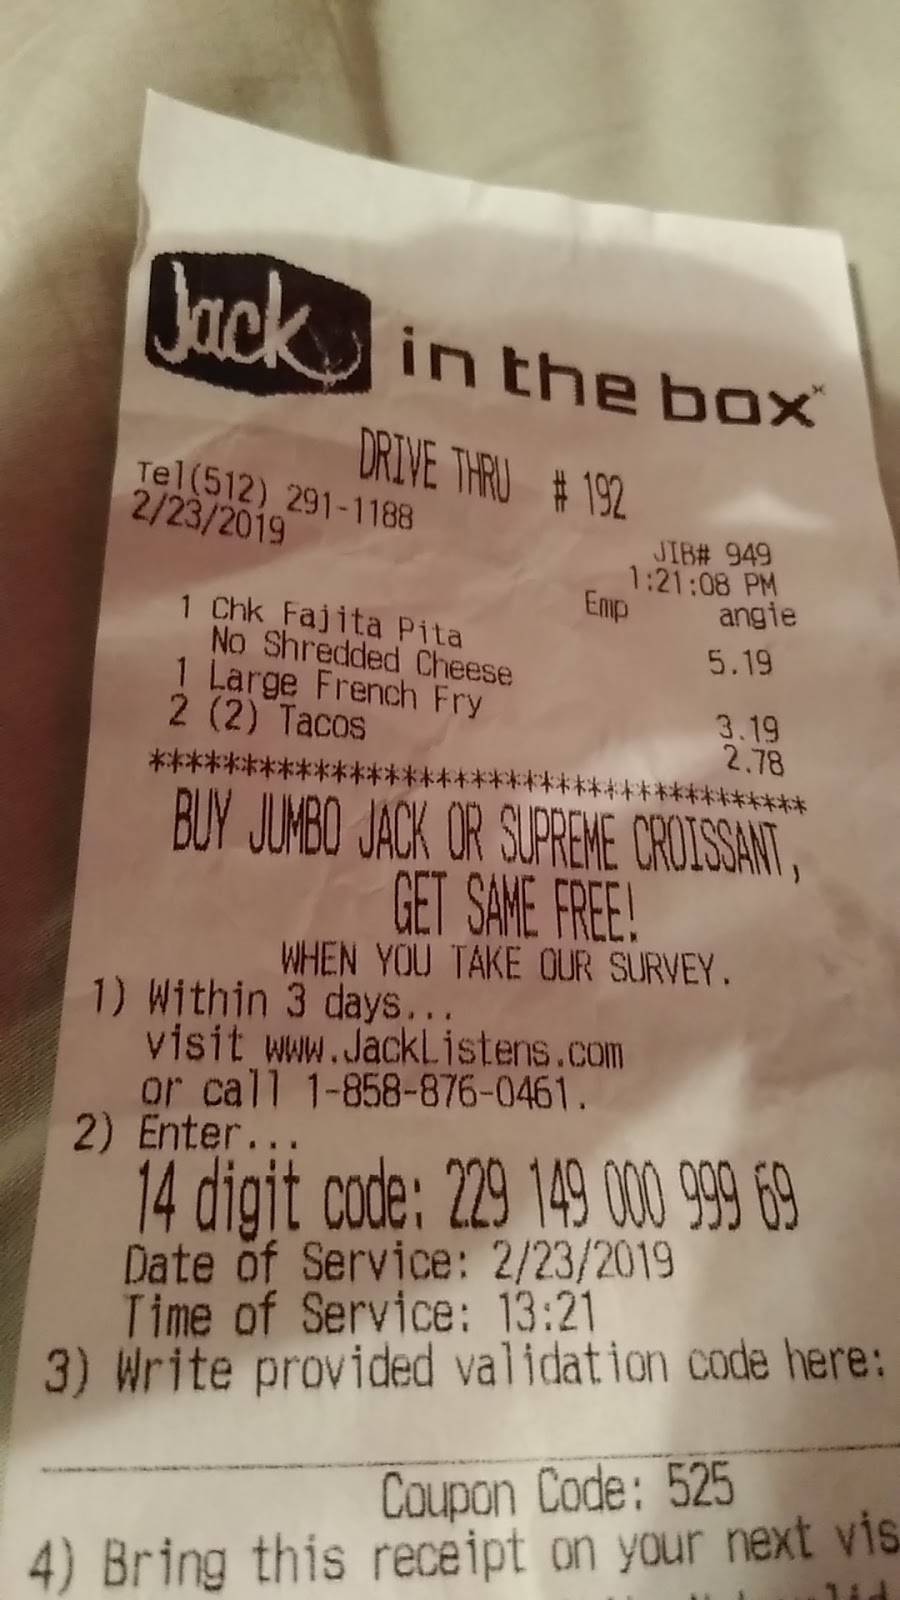 Jack in the box
DRIVE THRU # 192
Tel(512) 291-1188
2/23/2019
JIB# 949
1:21:08 PM
Emp angie
1 Chk Fajita Pita 5.19
No Shredded Cheese
1 Large French Fry 3.19
2 (2) Tacos 2.78
****************************************
BUY JUMBO JACK OR SUPREME CROISSANT,
GET SAME FREE!
WHEN YOU TAKE OUR SURVEY.
1) Within 3 days...
visit www.JackListens.com
or call 1-858-876-0461.
2) Enter...
14 digit code: 229 149 000 999 69
Date of Service: 2/23/2019
Time of Service: 13:21
3) Write provided validation code here:
Coupon Code: 525
4) Bring this receipt on your next vis